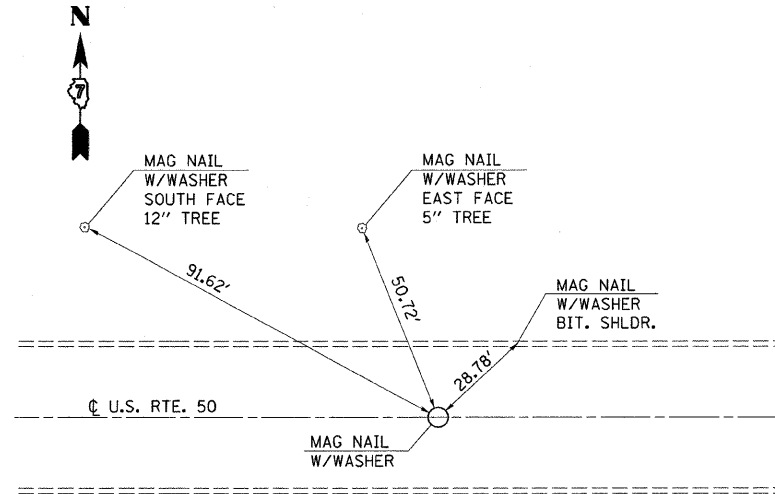 N
7
MAG NAIL
W/WASHER
SOUTH FACE
12" TREE
MAG NAIL
W/WASHER
EAST FACE
5" TREE
91.62'
50.72'
MAG NAIL
W/WASHER
BIT. SHLDR.
28.78'
℄ U.S. RTE. 50
MAG NAIL
W/WASHER